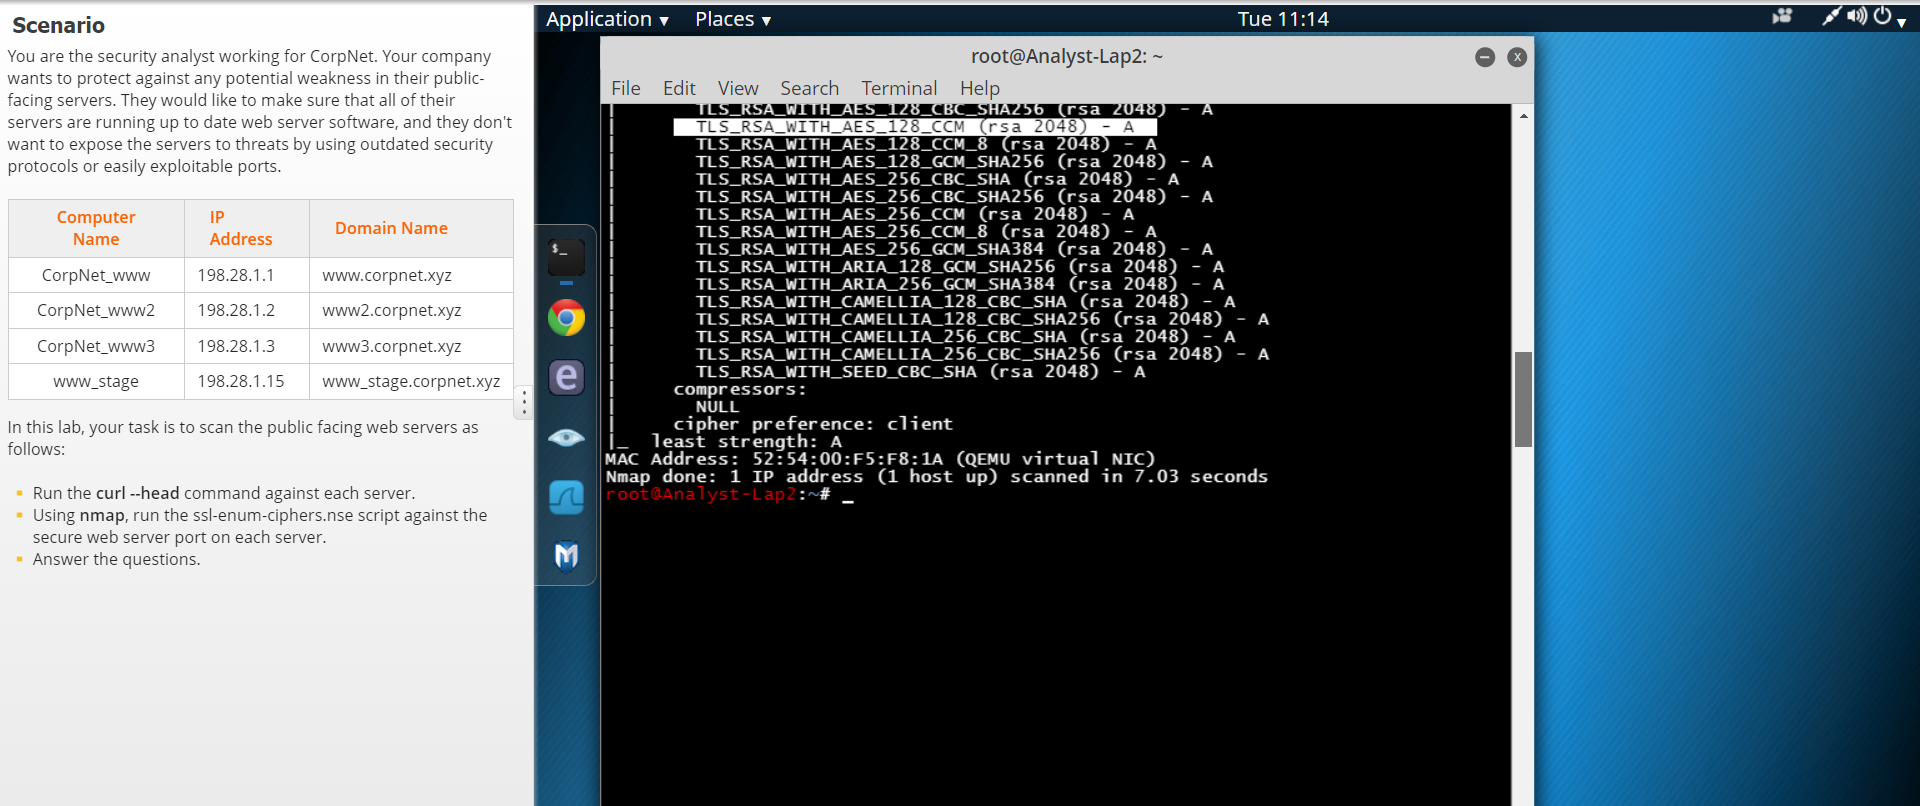 Scenario
You are the security analyst working for CorpNet. Your company
wants to protect against any potential weakness in their public-
facing servers. They would like to make sure that all of their
servers are running up to date web server software, and they don't
want to expose the servers to threats by using outdated security
protocols or easily exploitable ports.
Computer Name IP Address Domain Name
CorpNet_www 198.28.1.1 www.corpnet.xyz
CorpNet_www2 198.28.1.2 www2.corpnet.xyz
CorpNet_www3 198.28.1.3 www3.corpnet.xyz
www_stage 198.28.1.15 www_stage.corpnet.xyz
In this lab, your task is to scan the public facing web servers as
follows:
Run the curl --head command against each server.
Using nmap, run the ssl-enum-ciphers.nse script against the
secure web server port on each server.
Answer the questions.
Application Places Tue 11:14
root@Analyst-Lap2: ~
File Edit View Search Terminal Help
| TLS_RSA_WITH_AES_128_CBC_SHA256 (rsa 2048) - A
TLS_RSA_WITH_AES_128_CCM (rsa 2048) - A
| TLS_RSA_WITH_AES_128_CCM_8 (rsa 2048) - A
| TLS_RSA_WITH_AES_128_GCM_SHA256 (rsa 2048) - A
| TLS_RSA_WITH_AES_256_CBC_SHA (rsa 2048) - A
| TLS_RSA_WITH_AES_256_CBC_SHA256 (rsa 2048) - A
| TLS_RSA_WITH_AES_256_CCM (rsa 2048) - A
| TLS_RSA_WITH_AES_256_CCM_8 (rsa 2048) - A
| TLS_RSA_WITH_AES_256_GCM_SHA384 (rsa 2048) - A
| TLS_RSA_WITH_ARIA_128_GCM_SHA256 (rsa 2048) - A
| TLS_RSA_WITH_ARIA_256_GCM_SHA384 (rsa 2048) - A
| TLS_RSA_WITH_CAMELLIA_128_CBC_SHA (rsa 2048) - A
| TLS_RSA_WITH_CAMELLIA_128_CBC_SHA256 (rsa 2048) - A
| TLS_RSA_WITH_CAMELLIA_256_CBC_SHA (rsa 2048) - A
| TLS_RSA_WITH_CAMELLIA_256_CBC_SHA256 (rsa 2048) - A
| TLS_RSA_WITH_SEED_CBC_SHA (rsa 2048) - A
| compressors:
| NULL
| cipher preference: client
|_ least strength: A
MAC Address: 52:54:00:F5:F8:1A (QEMU virtual NIC)
Nmap done: 1 IP address (1 host up) scanned in 7.03 seconds
root@Analyst-Lap2:~# _